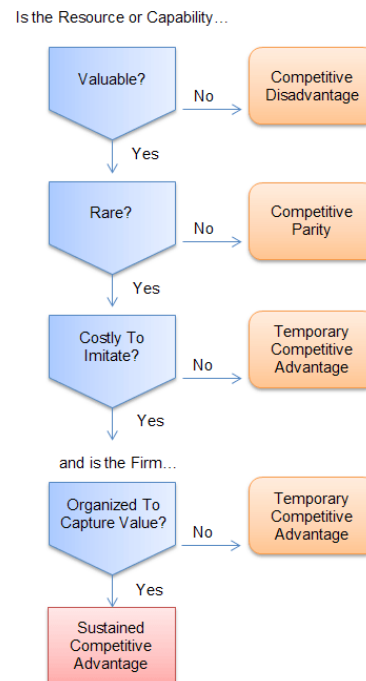 Is the Resource or Capability…
Valuable?
No
Competitive
Disadvantage
Yes
Rare?
No
Competitive
Parity
Yes
Costly To
Imitate?
No
Temporary
Competitive
Advantage
Yes
and is the Firm…
Organized To
Capture Value?
No
Temporary
Competitive
Advantage
Yes
Sustained
Competitive
Advantage